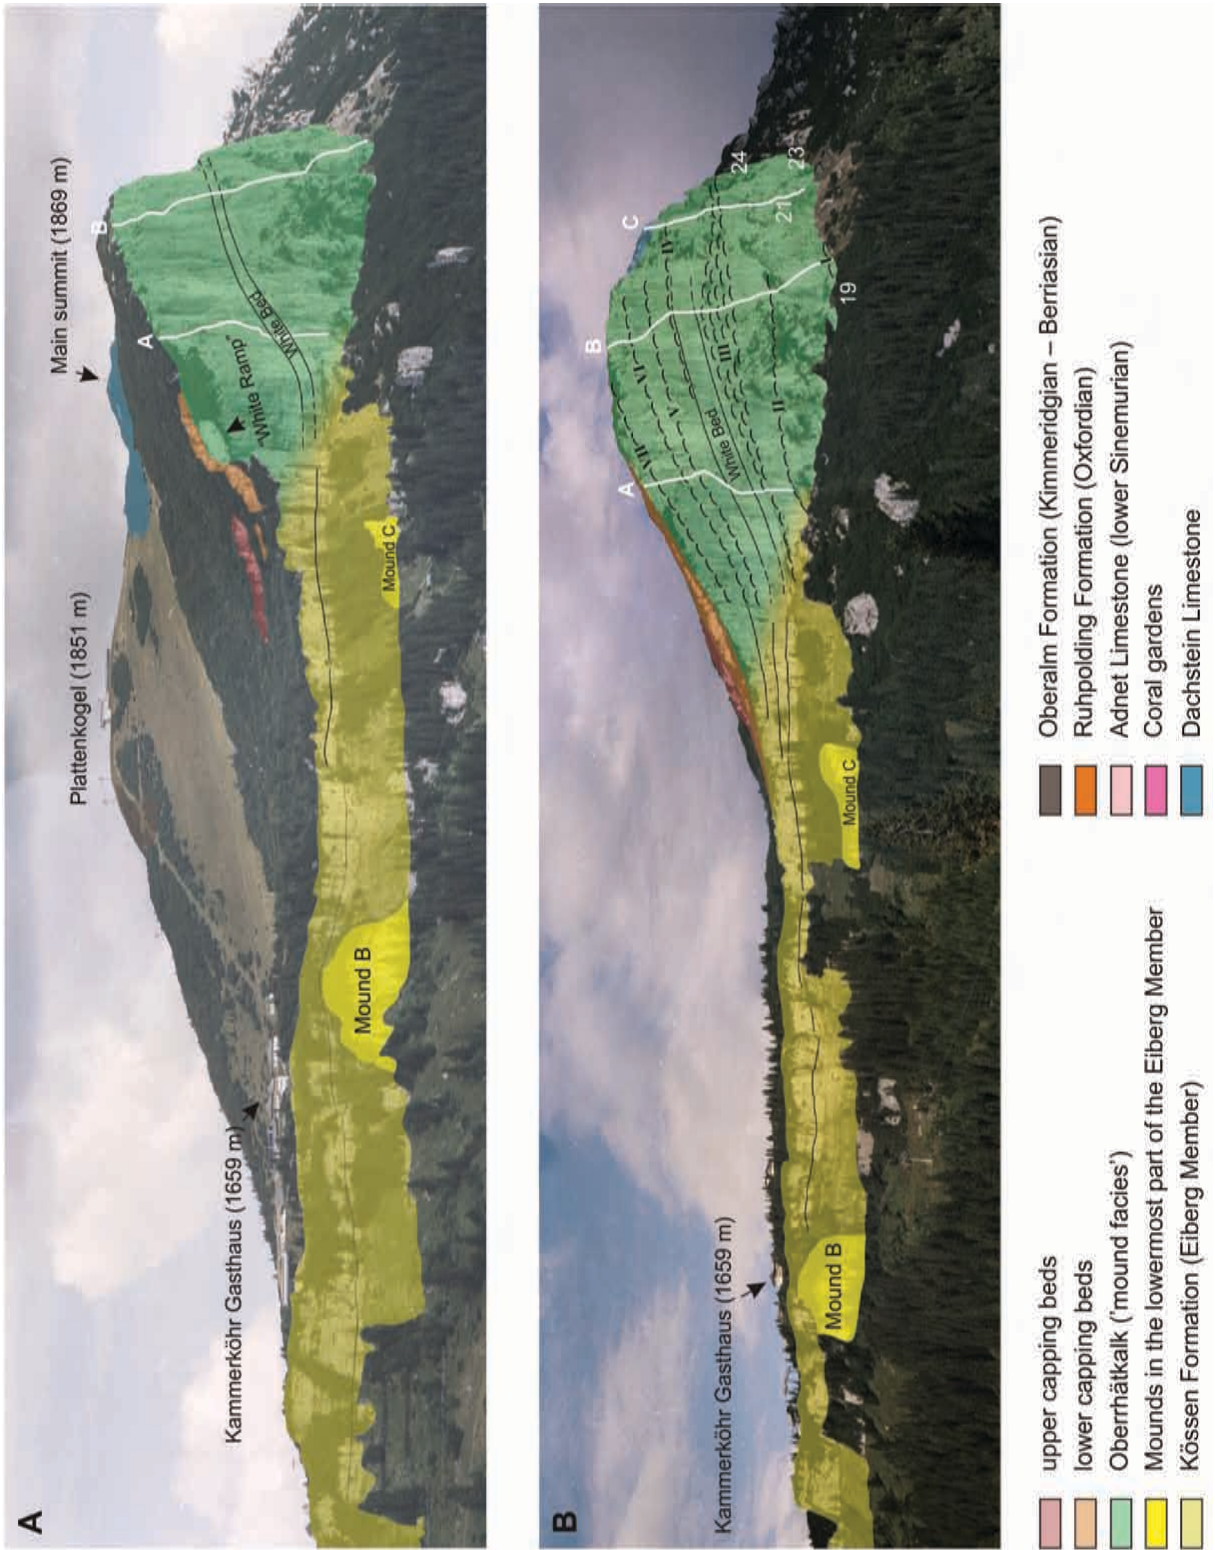 A
Main summit (1869 m)
Plattenkogel (1851 m)
Kammerköhr Gasthaus (1659 m)
A
B
White Ramp
White Bed
Mound B
Mound C
B
Kammerköhr Gasthaus (1659 m)
A
B
C
VII
VI
V
IV
III
II
White Bed
19
21
23
24
Mound B
Mound C
upper capping beds
lower capping beds
Oberrhätkalk ('mound facies')
Mounds in the lowermost part of the Eiberg Member
Kössen Formation (Eiberg Member)
Oberalm Formation (Kimmeridgian – Berriasian)
Ruhpolding Formation (Oxfordian)
Adnet Limestone (lower Sinemurian)
Coral gardens
Dachstein Limestone